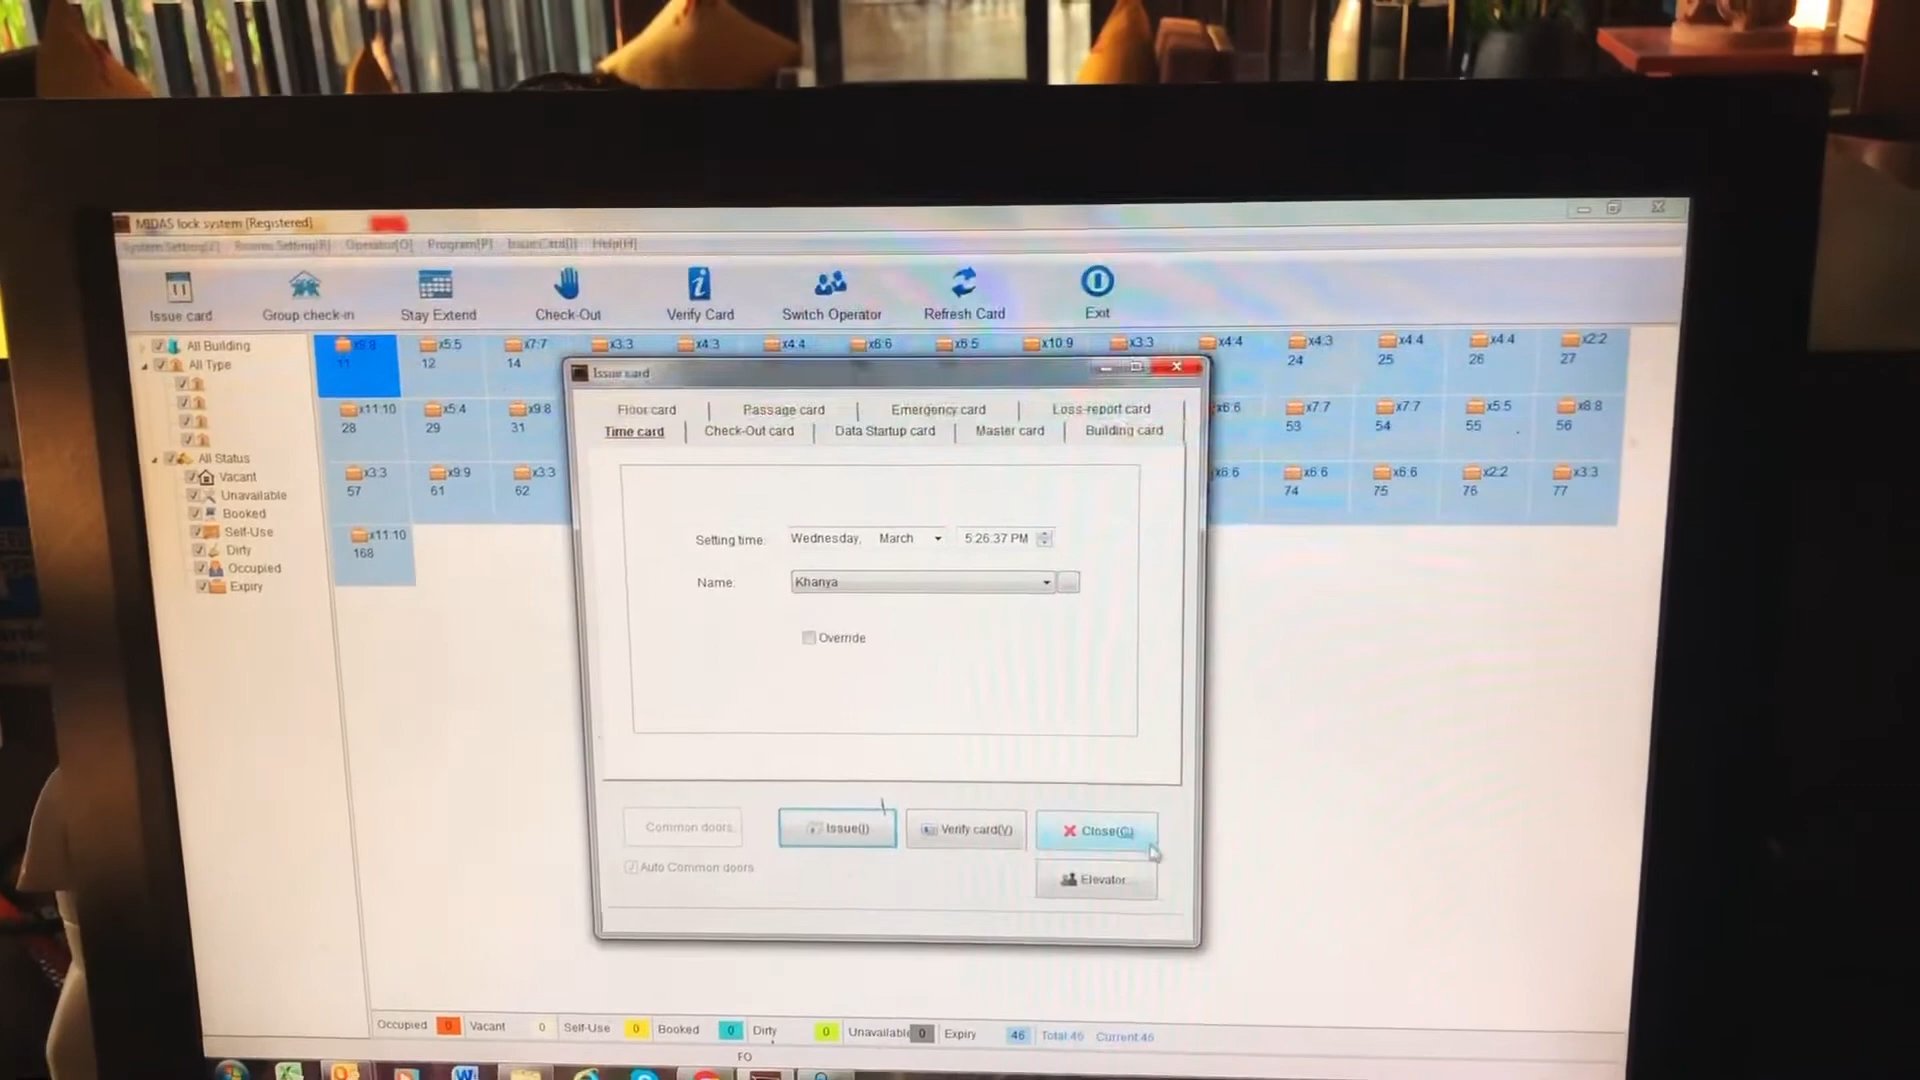 MIDAS lock system [Registered]
System Setting[Z] Rooms Setting[R] Operator[O] Program[P] Issue Card[I] Help[H]
Issue card Group check-in Stay Extend Check-Out Verify Card Switch Operator Refresh Card Exit
All Building
All Type
All Status
Vacant
Unavailable
Booked
Self-Use
Dirty
Occupied
Expiry
x8:8 x5:5 x7:7 x3:3 x4:3 x4:4 x6:6 x6:5 x10:9 x3:3 x4:4 x4:3 x4:4 x4:4 x2:2
11 12 14 24 25 26 27
x11:10 x5:4 x9:8 x6:6 x7:7 x7:7 x5:5 x8:8
28 29 31 53 54 55 56
x3:3 x9:9 x3:3 x6:6 x6:6 x6:6 x2:2 x3:3
57 61 62 74 75 76 77
x11:10
168
Issue card
Floor card Passage card Emergency card Loss-report card
Time card Check-Out card Data Startup card Master card Building card
Setting time: Wednesday, March 5:26:37 PM
Name: Khanya
Override
Common doors Issue(I) Verify card(V) Close(C)
Auto Common doors Elevator
Occupied 0 Vacant 0 Self-Use 0 Booked 0 Dirty 0 Unavailable 0 Expiry 46 Total:46 Current:46
FO